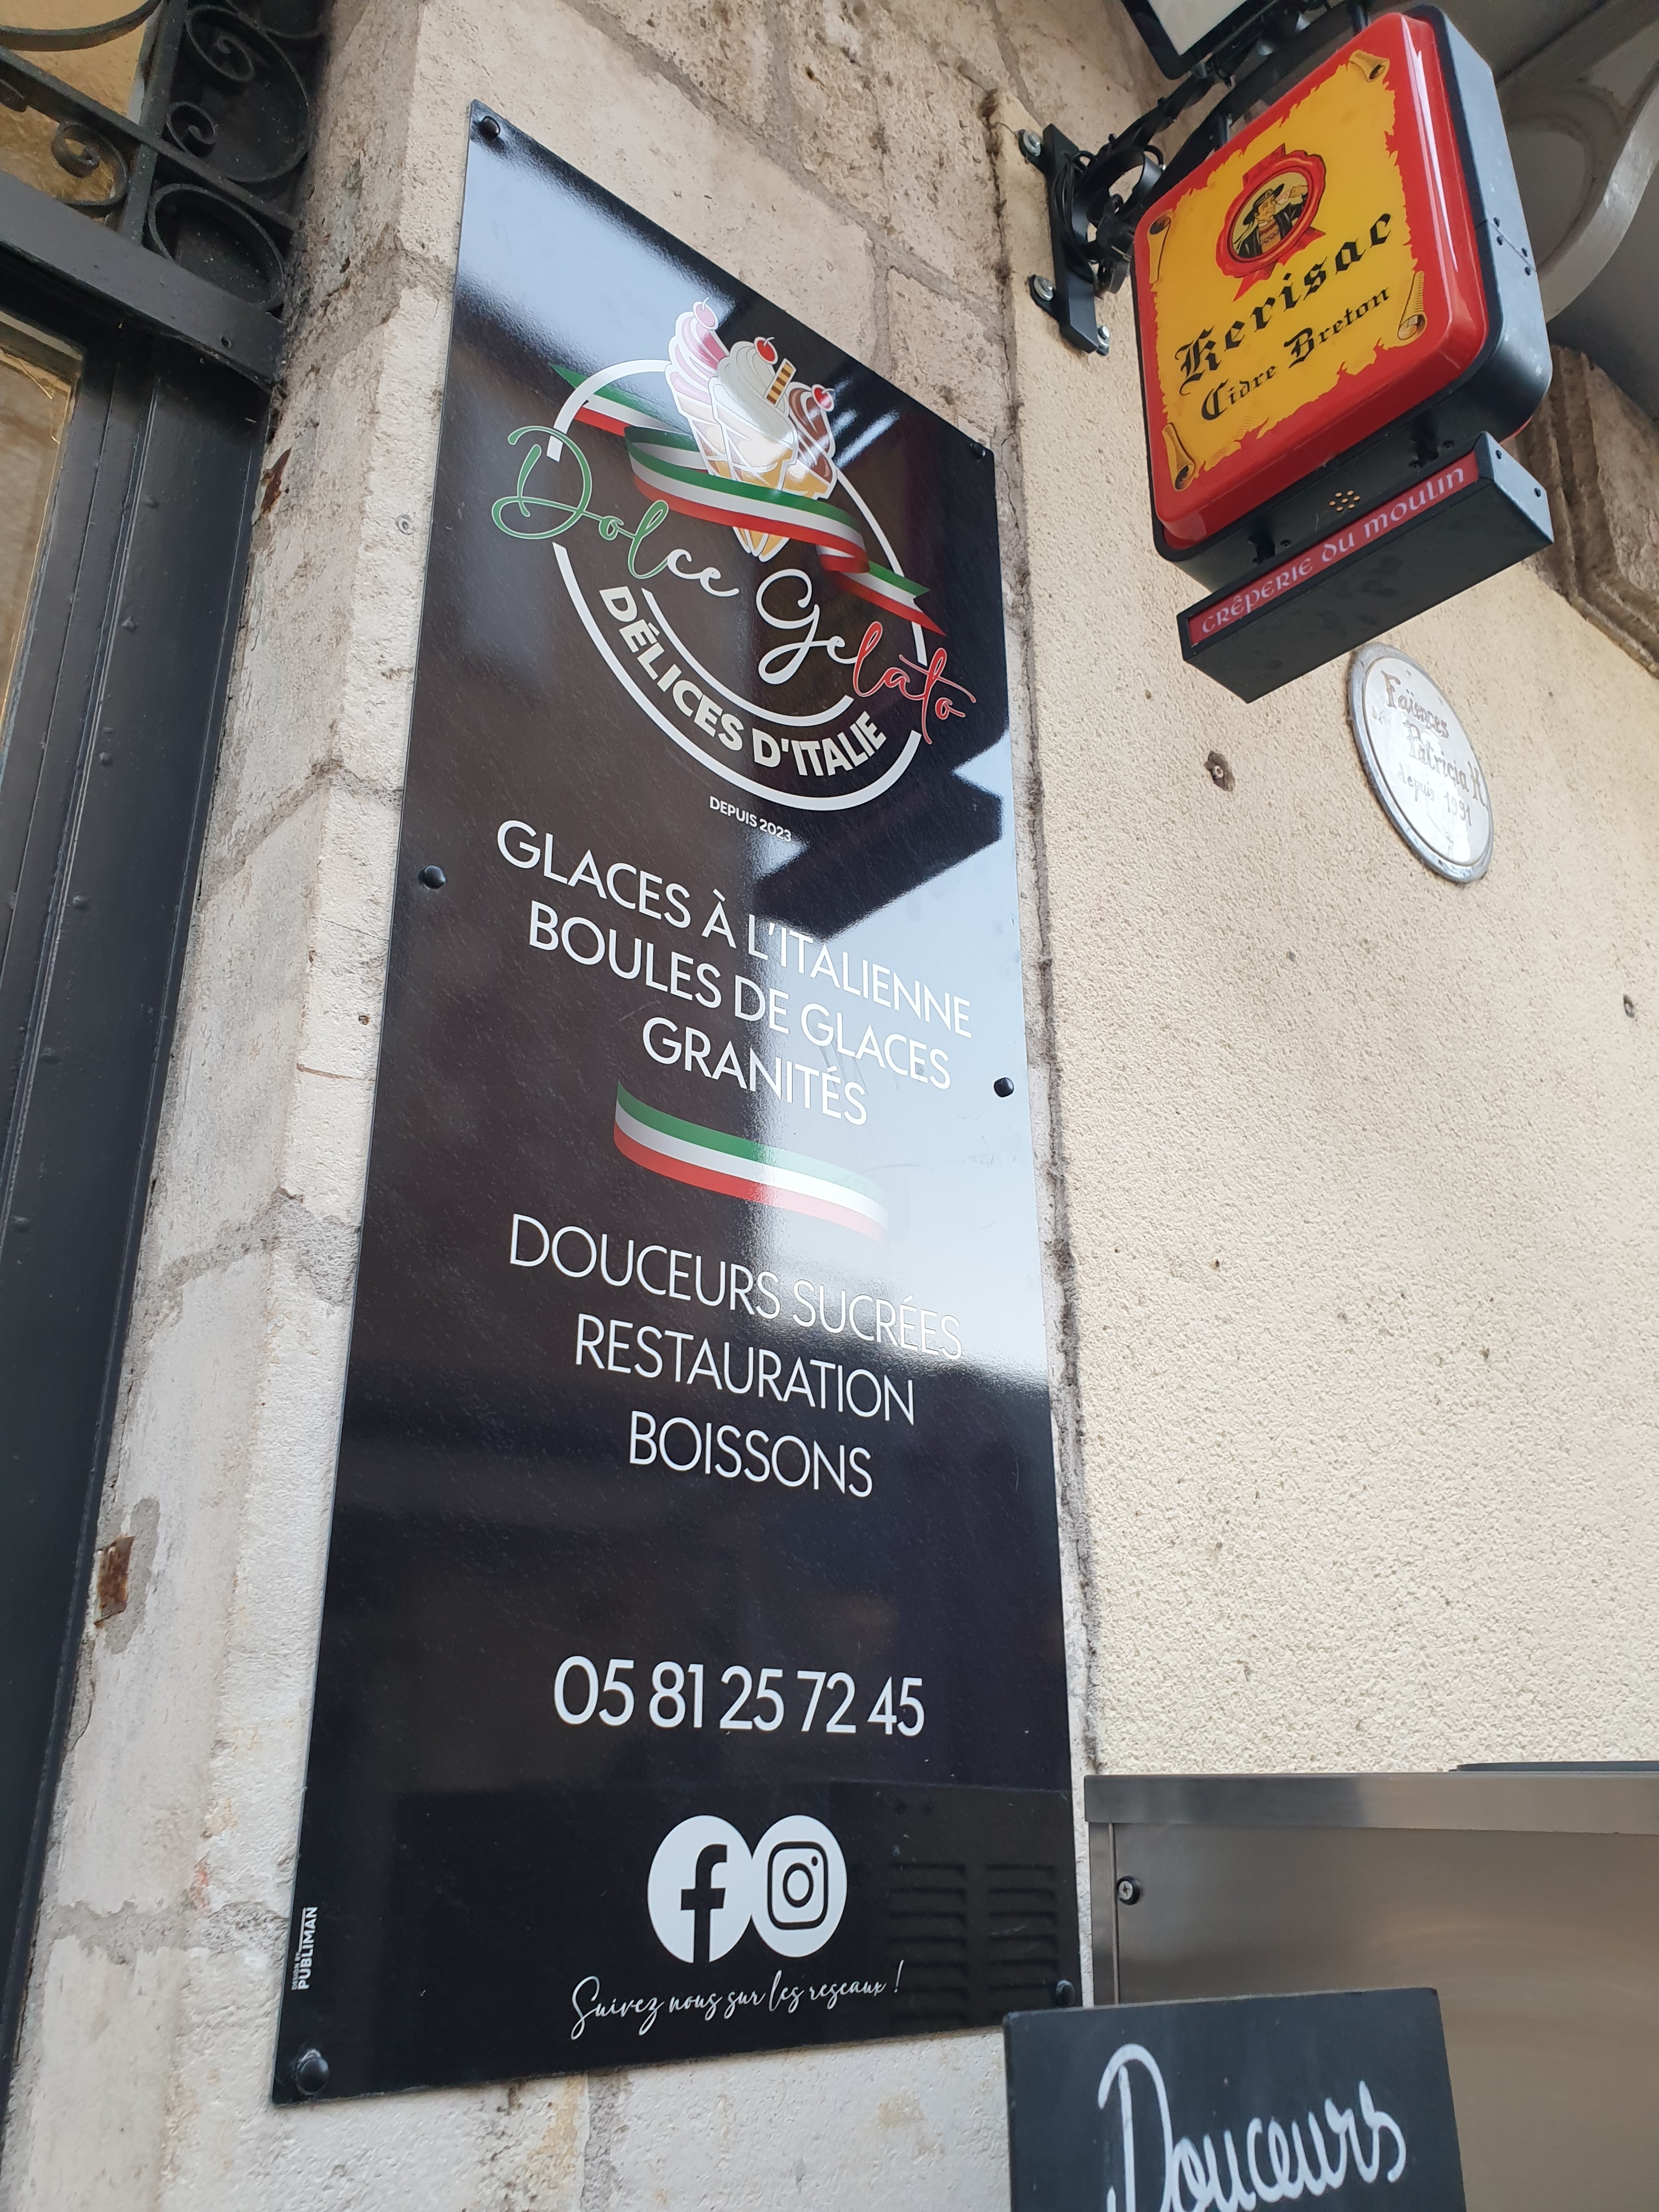 Dolce Gelato
DÉLICES D'ITALIE
DEPUIS 2023
GLACES À L'ITALIENNE
BOULES DE GLACES
GRANITÉS
DOUCEURS SUCRÉES
RESTAURATION
BOISSONS
05 81 25 72 45
Suivez nous sur les reseaux !
DESIGN BY
PUBLIMAN
Kerisac
Cidre Breton
CRÊPERIE DU MOULIN
Faïences
Patricia H.
depuis 1991
Douceurs